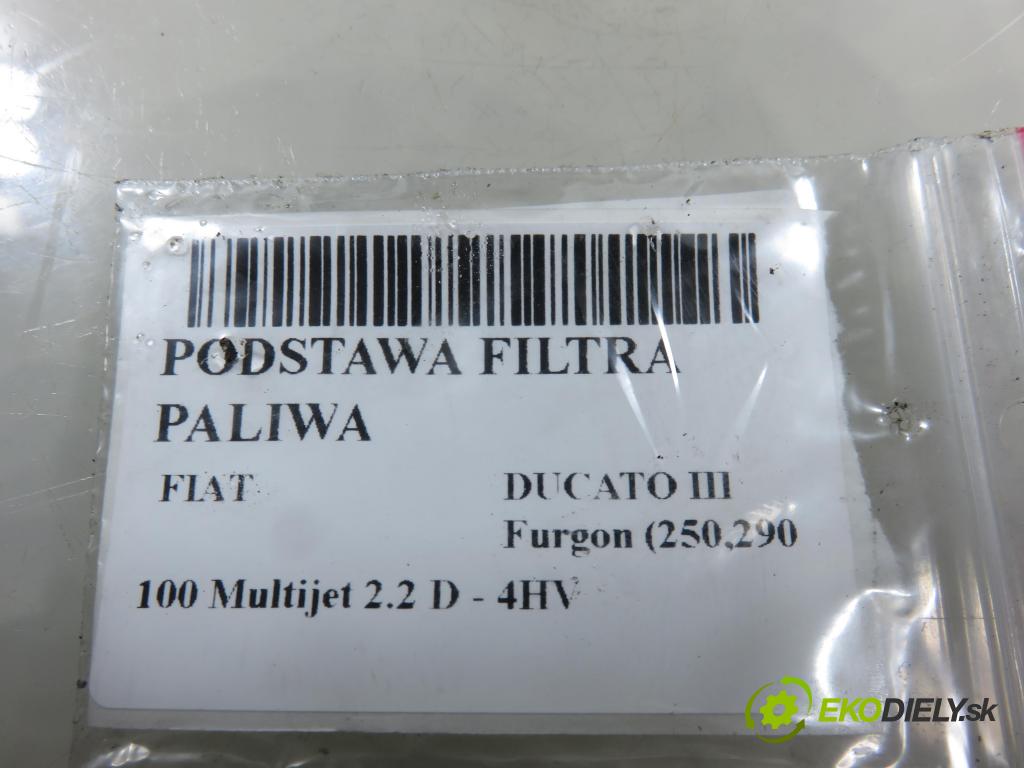 PODSTAWA FILTRA
PALIWA
FIAT DUCATO III
Furgon (250,290
100 Multijet 2.2 D - 4HV
EKODIELY.sk